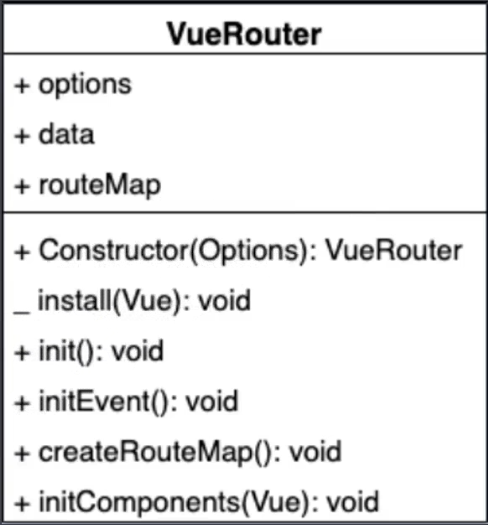 VueRouter
+ options
+ data
+ routeMap
+ Constructor(Options): VueRouter
_ install(Vue): void
+ init(): void
+ initEvent(): void
+ createRouteMap(): void
+ initComponents(Vue): void